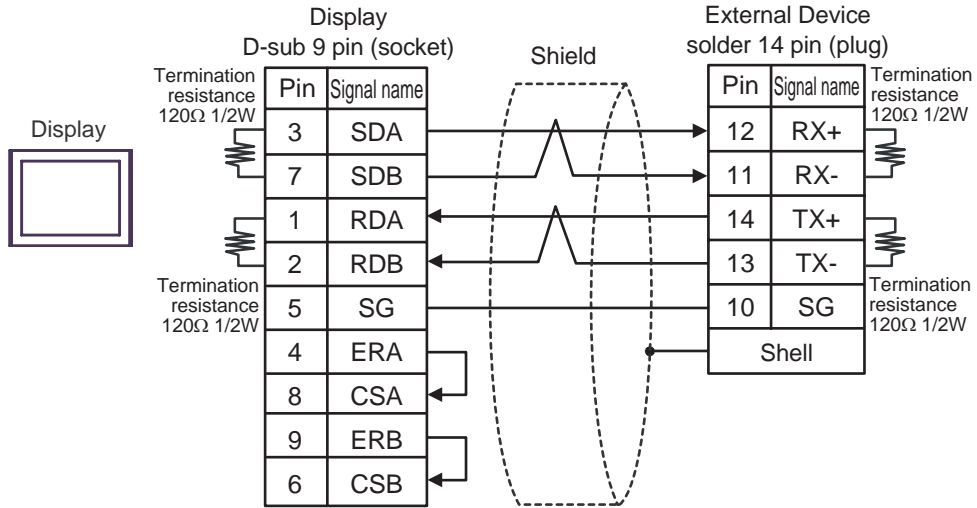 Display
D-sub 9 pin (socket)
Shield
External Device
solder 14 pin (plug)
Termination
resistance
120Ω 1/2W
Pin Signal name
Pin Signal name
Termination
resistance
120Ω 1/2W
Display
3 SDA
12 RX+
7 SDB
11 RX-
1 RDA
14 TX+
2 RDB
13 TX-
Termination
resistance
120Ω 1/2W
5 SG
10 SG
Termination
resistance
120Ω 1/2W
4 ERA
Shell
8 CSA
9 ERB
6 CSB